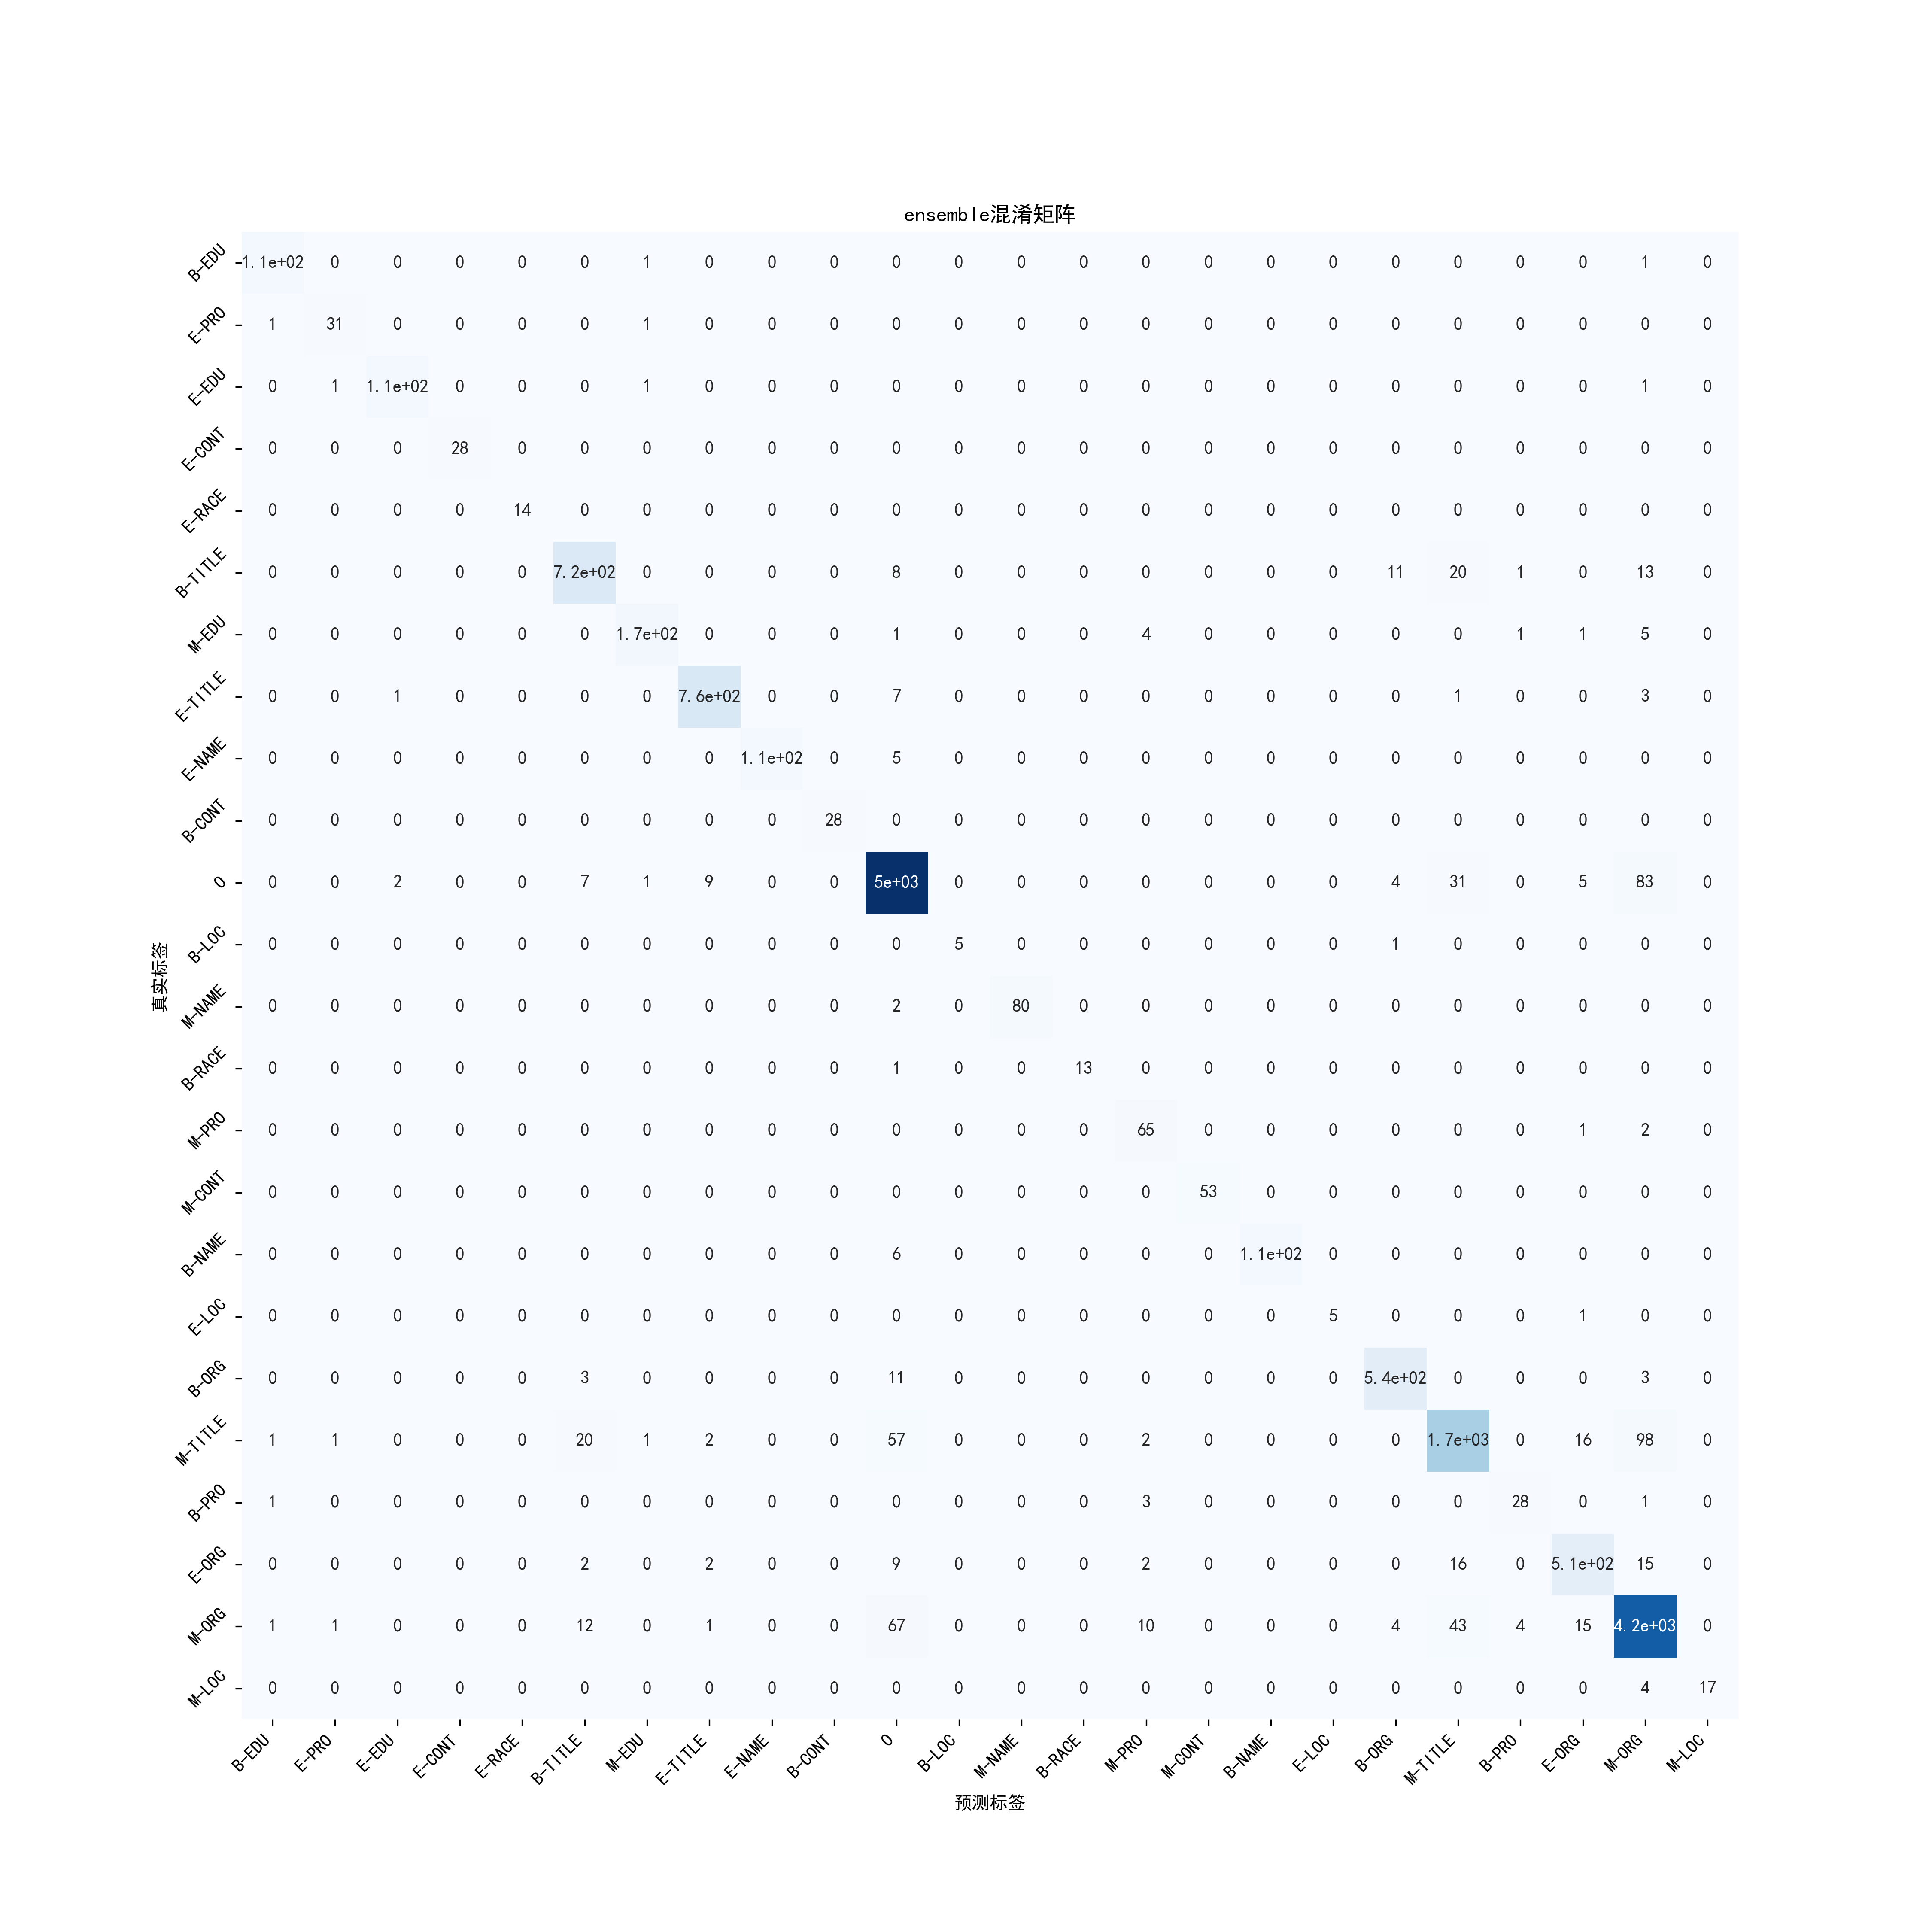 ensemble混淆矩阵
B-EDU 1.1e+02 0 0 0 0 0 1 0 0 0 0 0 0 0 0 0 0 0 0 0 0 0 1 0
E-PRO 1 31 0 0 0 0 1 0 0 0 0 0 0 0 0 0 0 0 0 0 0 0 0 0
E-EDU 0 1 1.1e+02 0 0 0 1 0 0 0 0 0 0 0 0 0 0 0 0 0 0 0 1 0
E-CONT 0 0 0 28 0 0 0 0 0 0 0 0 0 0 0 0 0 0 0 0 0 0 0 0
E-RACE 0 0 0 0 14 0 0 0 0 0 0 0 0 0 0 0 0 0 0 0 0 0 0 0
B-TITLE 0 0 0 0 0 7.2e+02 0 0 0 0 8 0 0 0 0 0 0 0 11 20 1 0 13 0
M-EDU 0 0 0 0 0 0 1.7e+02 0 0 0 1 0 0 0 4 0 0 0 0 0 1 1 5 0
E-TITLE 0 0 1 0 0 0 0 7.6e+02 0 0 7 0 0 0 0 0 0 0 0 1 0 0 3 0
E-NAME 0 0 0 0 0 0 0 0 1.1e+02 0 5 0 0 0 0 0 0 0 0 0 0 0 0 0
B-CONT 0 0 0 0 0 0 0 0 0 28 0 0 0 0 0 0 0 0 0 0 0 0 0 0
O 0 0 2 0 0 7 1 9 0 0 5e+03 0 0 0 0 0 0 0 4 31 0 5 83 0
B-LOC 0 0 0 0 0 0 0 0 0 0 0 5 0 0 0 0 0 0 1 0 0 0 0 0
M-NAME 0 0 0 0 0 0 0 0 0 0 2 0 80 0 0 0 0 0 0 0 0 0 0 0
B-RACE 0 0 0 0 0 0 0 0 0 0 1 0 0 13 0 0 0 0 0 0 0 0 0 0
M-PRO 0 0 0 0 0 0 0 0 0 0 0 0 0 0 65 0 0 0 0 0 0 1 2 0
M-CONT 0 0 0 0 0 0 0 0 0 0 0 0 0 0 0 53 0 0 0 0 0 0 0 0
B-NAME 0 0 0 0 0 0 0 0 0 0 6 0 0 0 0 0 1.1e+02 0 0 0 0 0 0 0
E-LOC 0 0 0 0 0 0 0 0 0 0 0 0 0 0 0 0 0 5 0 0 0 1 0 0
B-ORG 0 0 0 0 0 3 0 0 0 0 11 0 0 0 0 0 0 0 5.4e+02 0 0 0 3 0
M-TITLE 1 1 0 0 0 20 1 2 0 0 57 0 0 0 2 0 0 0 0 1.7e+03 0 16 98 0
B-PRO 1 0 0 0 0 0 0 0 0 0 0 0 0 0 3 0 0 0 0 0 28 0 1 0
E-ORG 0 0 0 0 0 2 0 2 0 0 9 0 0 0 2 0 0 0 0 16 0 5.1e+02 15 0
M-ORG 1 1 0 0 0 12 0 1 0 0 67 0 0 0 10 0 0 0 4 43 4 15 4.2e+03 0
M-LOC 0 0 0 0 0 0 0 0 0 0 0 0 0 0 0 0 0 0 0 0 0 0 4 17
真实标签
B-EDU E-PRO E-EDU E-CONT E-RACE B-TITLE M-EDU E-TITLE E-NAME B-CONT O B-LOC M-NAME B-RACE M-PRO M-CONT B-NAME E-LOC B-ORG M-TITLE B-PRO E-ORG M-ORG M-LOC
预测标签